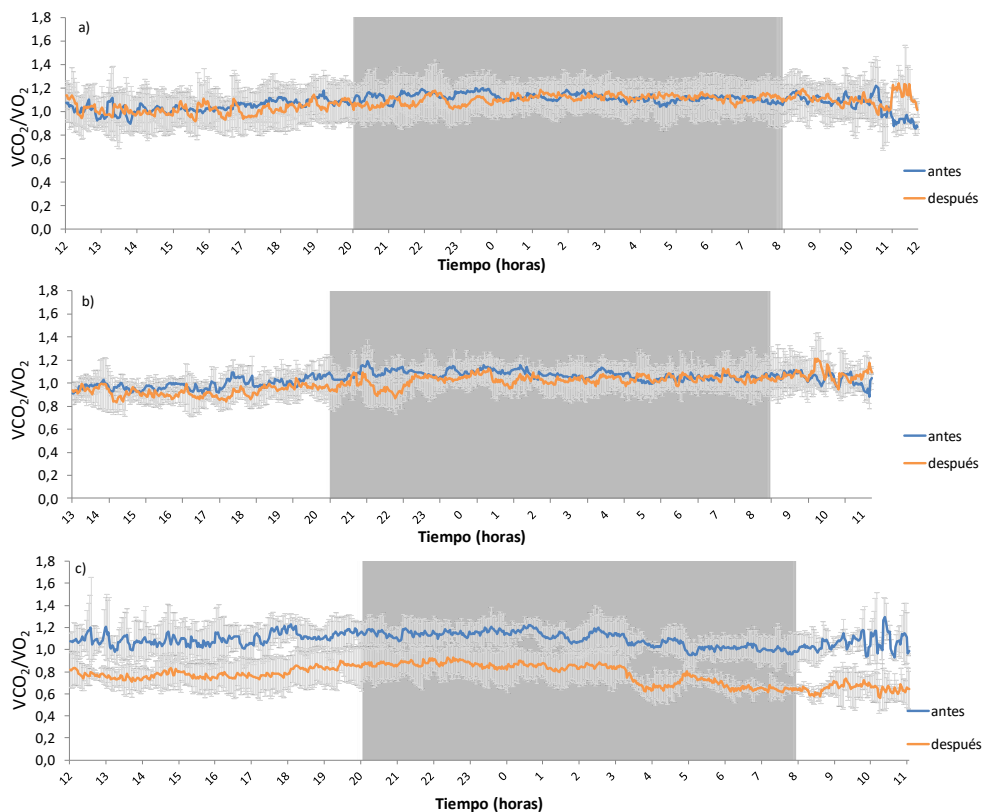 a)
VCO₂/VO₂
1,8
1,6
1,4
1,2
1,0
0,8
0,6
0,4
0,2
0,0
12 13 14 15 16 17 18 19 20 21 22 23 0 1 2 3 4 5 6 7 8 9 10 11 12
Tiempo (horas)
antes
después
b)
VCO₂/VO₂
1,8
1,6
1,4
1,2
1,0
0,8
0,6
0,4
0,2
0,0
13 14 15 16 17 19 20 21 22 23 0 1 2 3 4 5 6 7 8 9 10 11
Tiempo (horas)
antes
después
c)
VCO₂/VO₂
1,8
1,6
1,4
1,2
1,0
0,8
0,6
0,4
0,2
0,0
12 13 14 15 16 17 18 19 20 21 22 23 0 1 2 3 4 5 6 7 8 9 10 11
Tiempo (horas)
antes
después